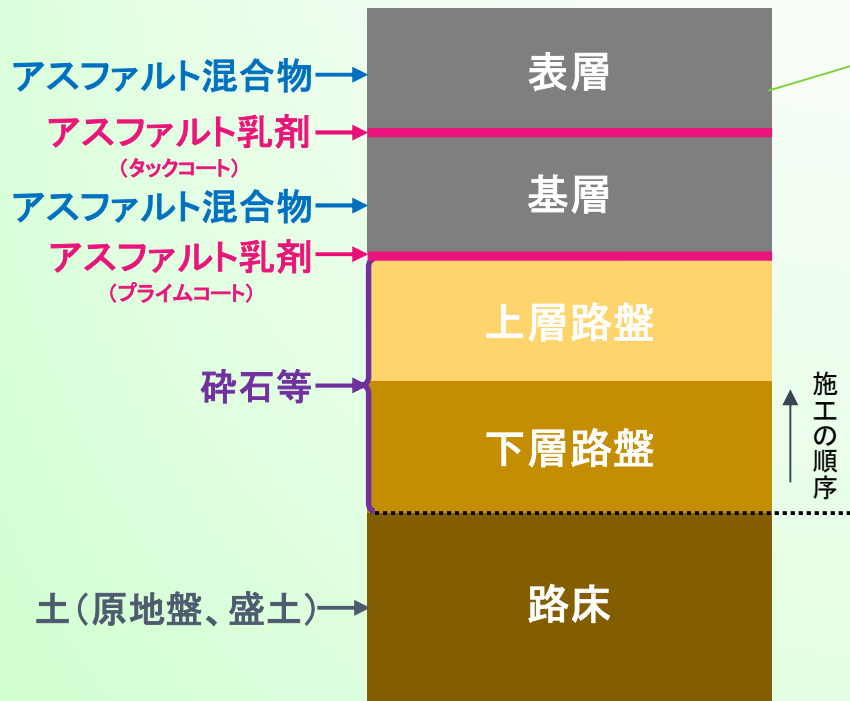 アスファルト混合物
表層
アスファルト乳剤
(タックコート)
アスファルト混合物
基層
アスファルト乳剤
(プライムコート)
上層路盤
砕石等
下層路盤
施工の順序
土(原地盤、盛土)
路床